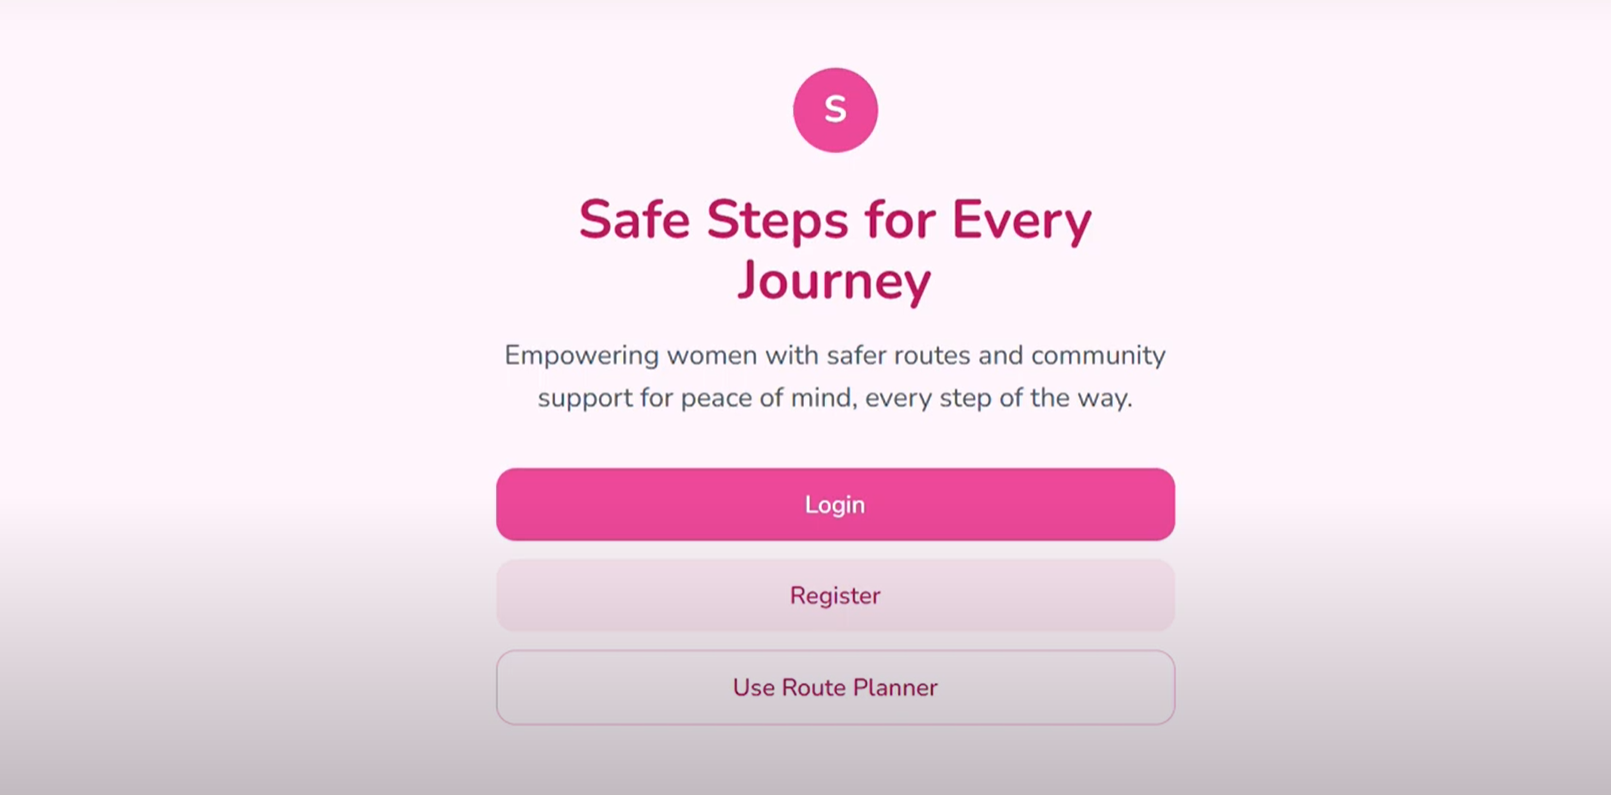 S
Safe Steps for Every
Journey
Empowering women with safer routes and community
support for peace of mind, every step of the way.
Login
Register
Use Route Planner